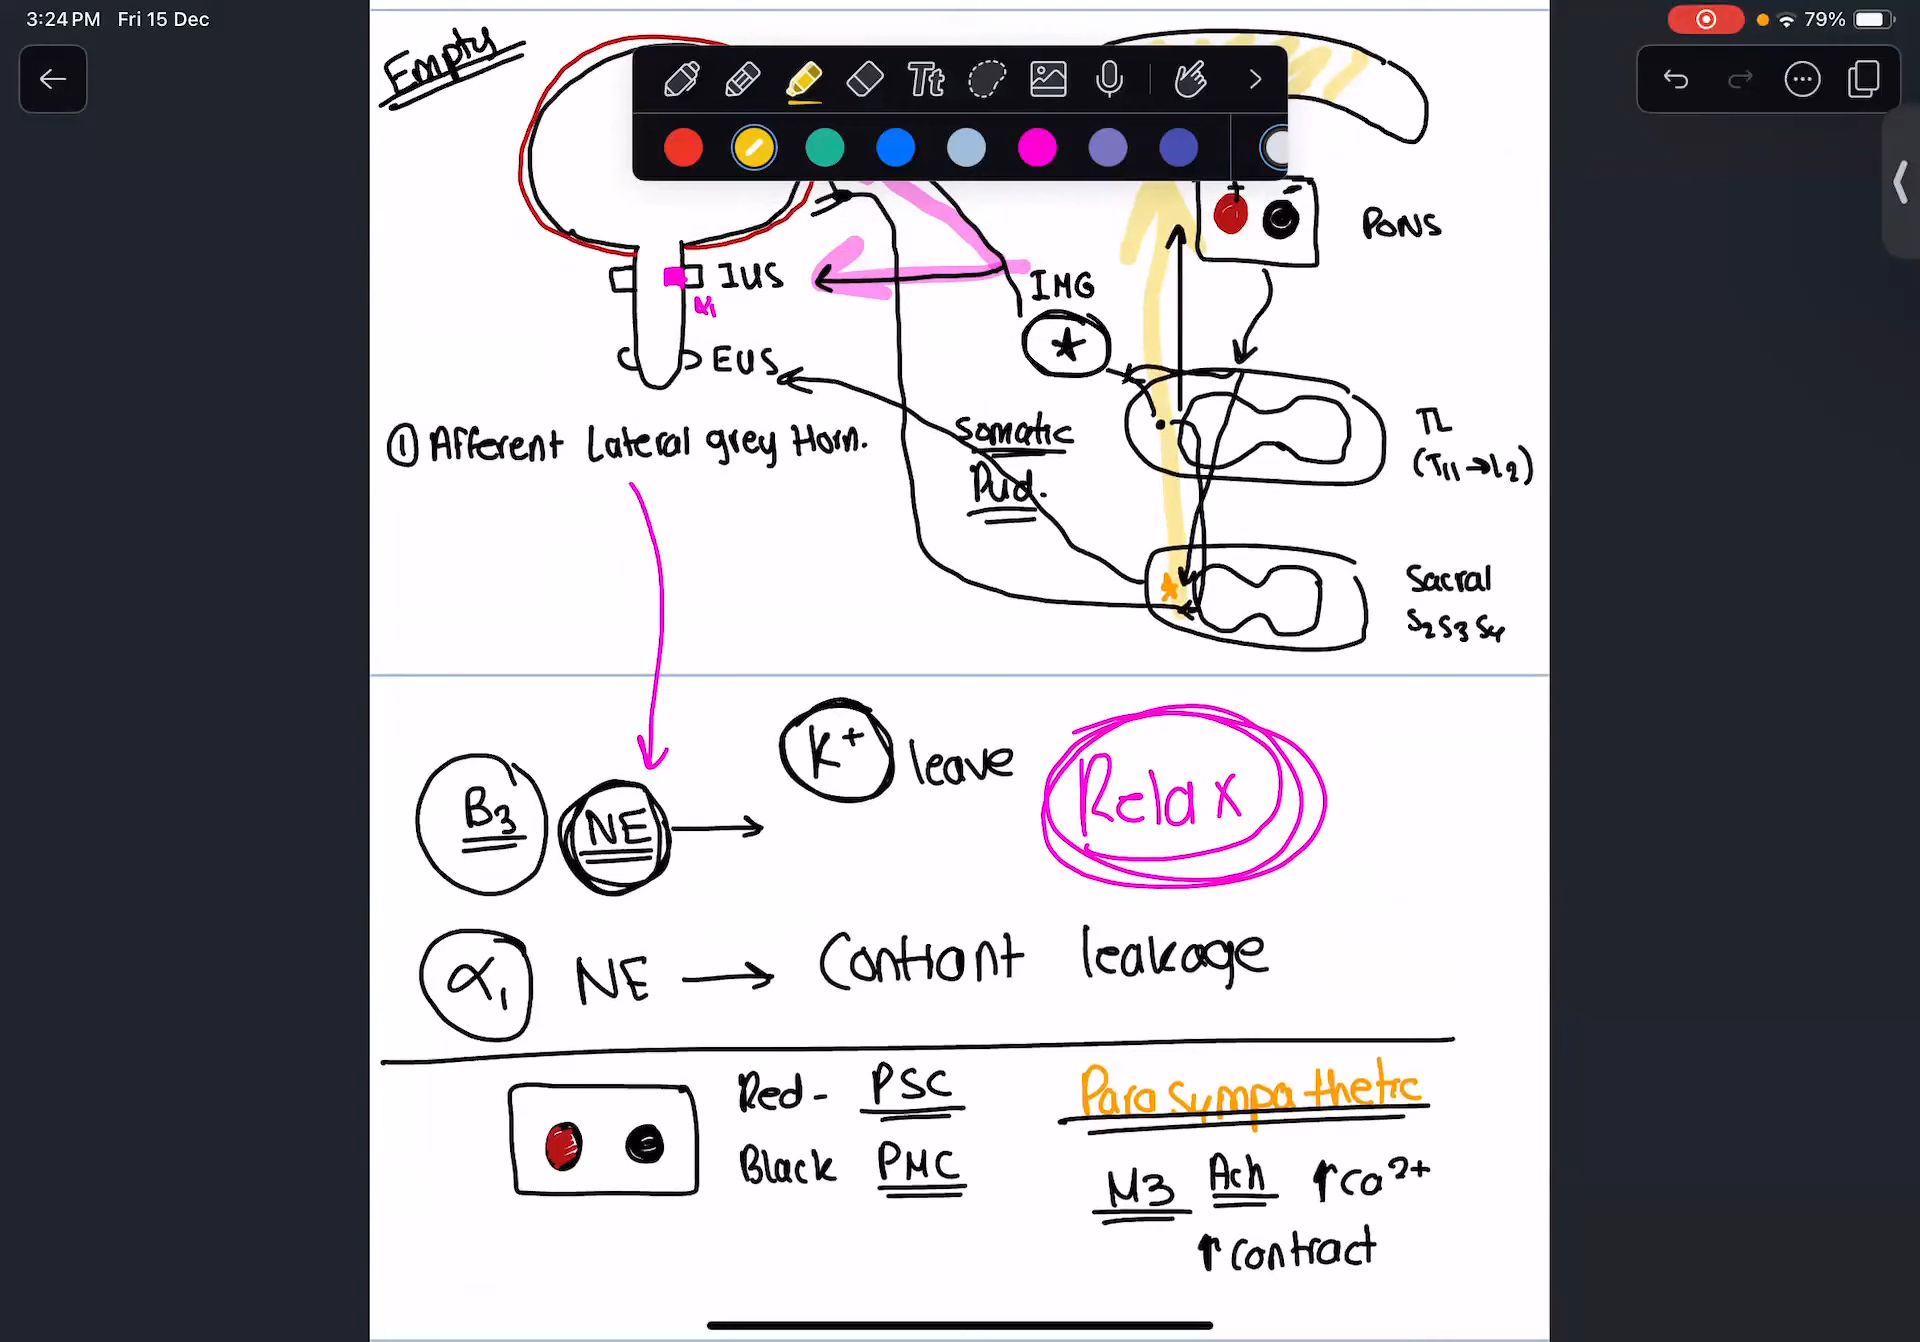 3:24 PM Fri 15 Dec
79%
Empty
Tt
+ -
PONS
IUS
α1
IMG
EUS
TL
(T11→L2)
① Afferent Lateral grey Horn.
Somatic
Pud.
Sacral
S2 S3 S4
K+ leave
Relax
B3 NE →
α1 NE → Contract leakage
Red - PSC
Black PMC
Parasympathetic
M3 Ach ↑ca2+
↑contract